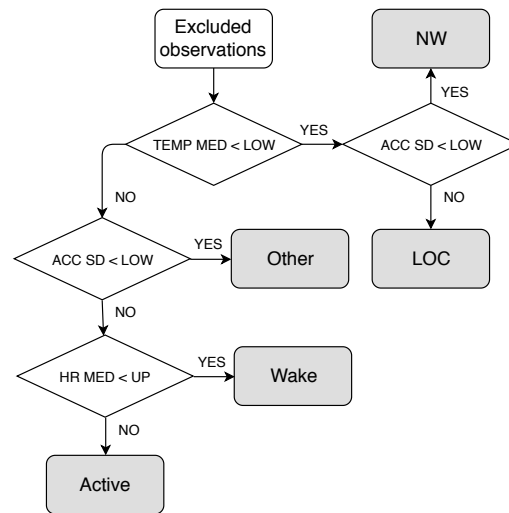 Excluded
observations
NW
YES
TEMP MED < LOW
YES
ACC SD < LOW
NO
NO
ACC SD < LOW
YES
Other
LOC
NO
HR MED < UP
YES
Wake
NO
Active